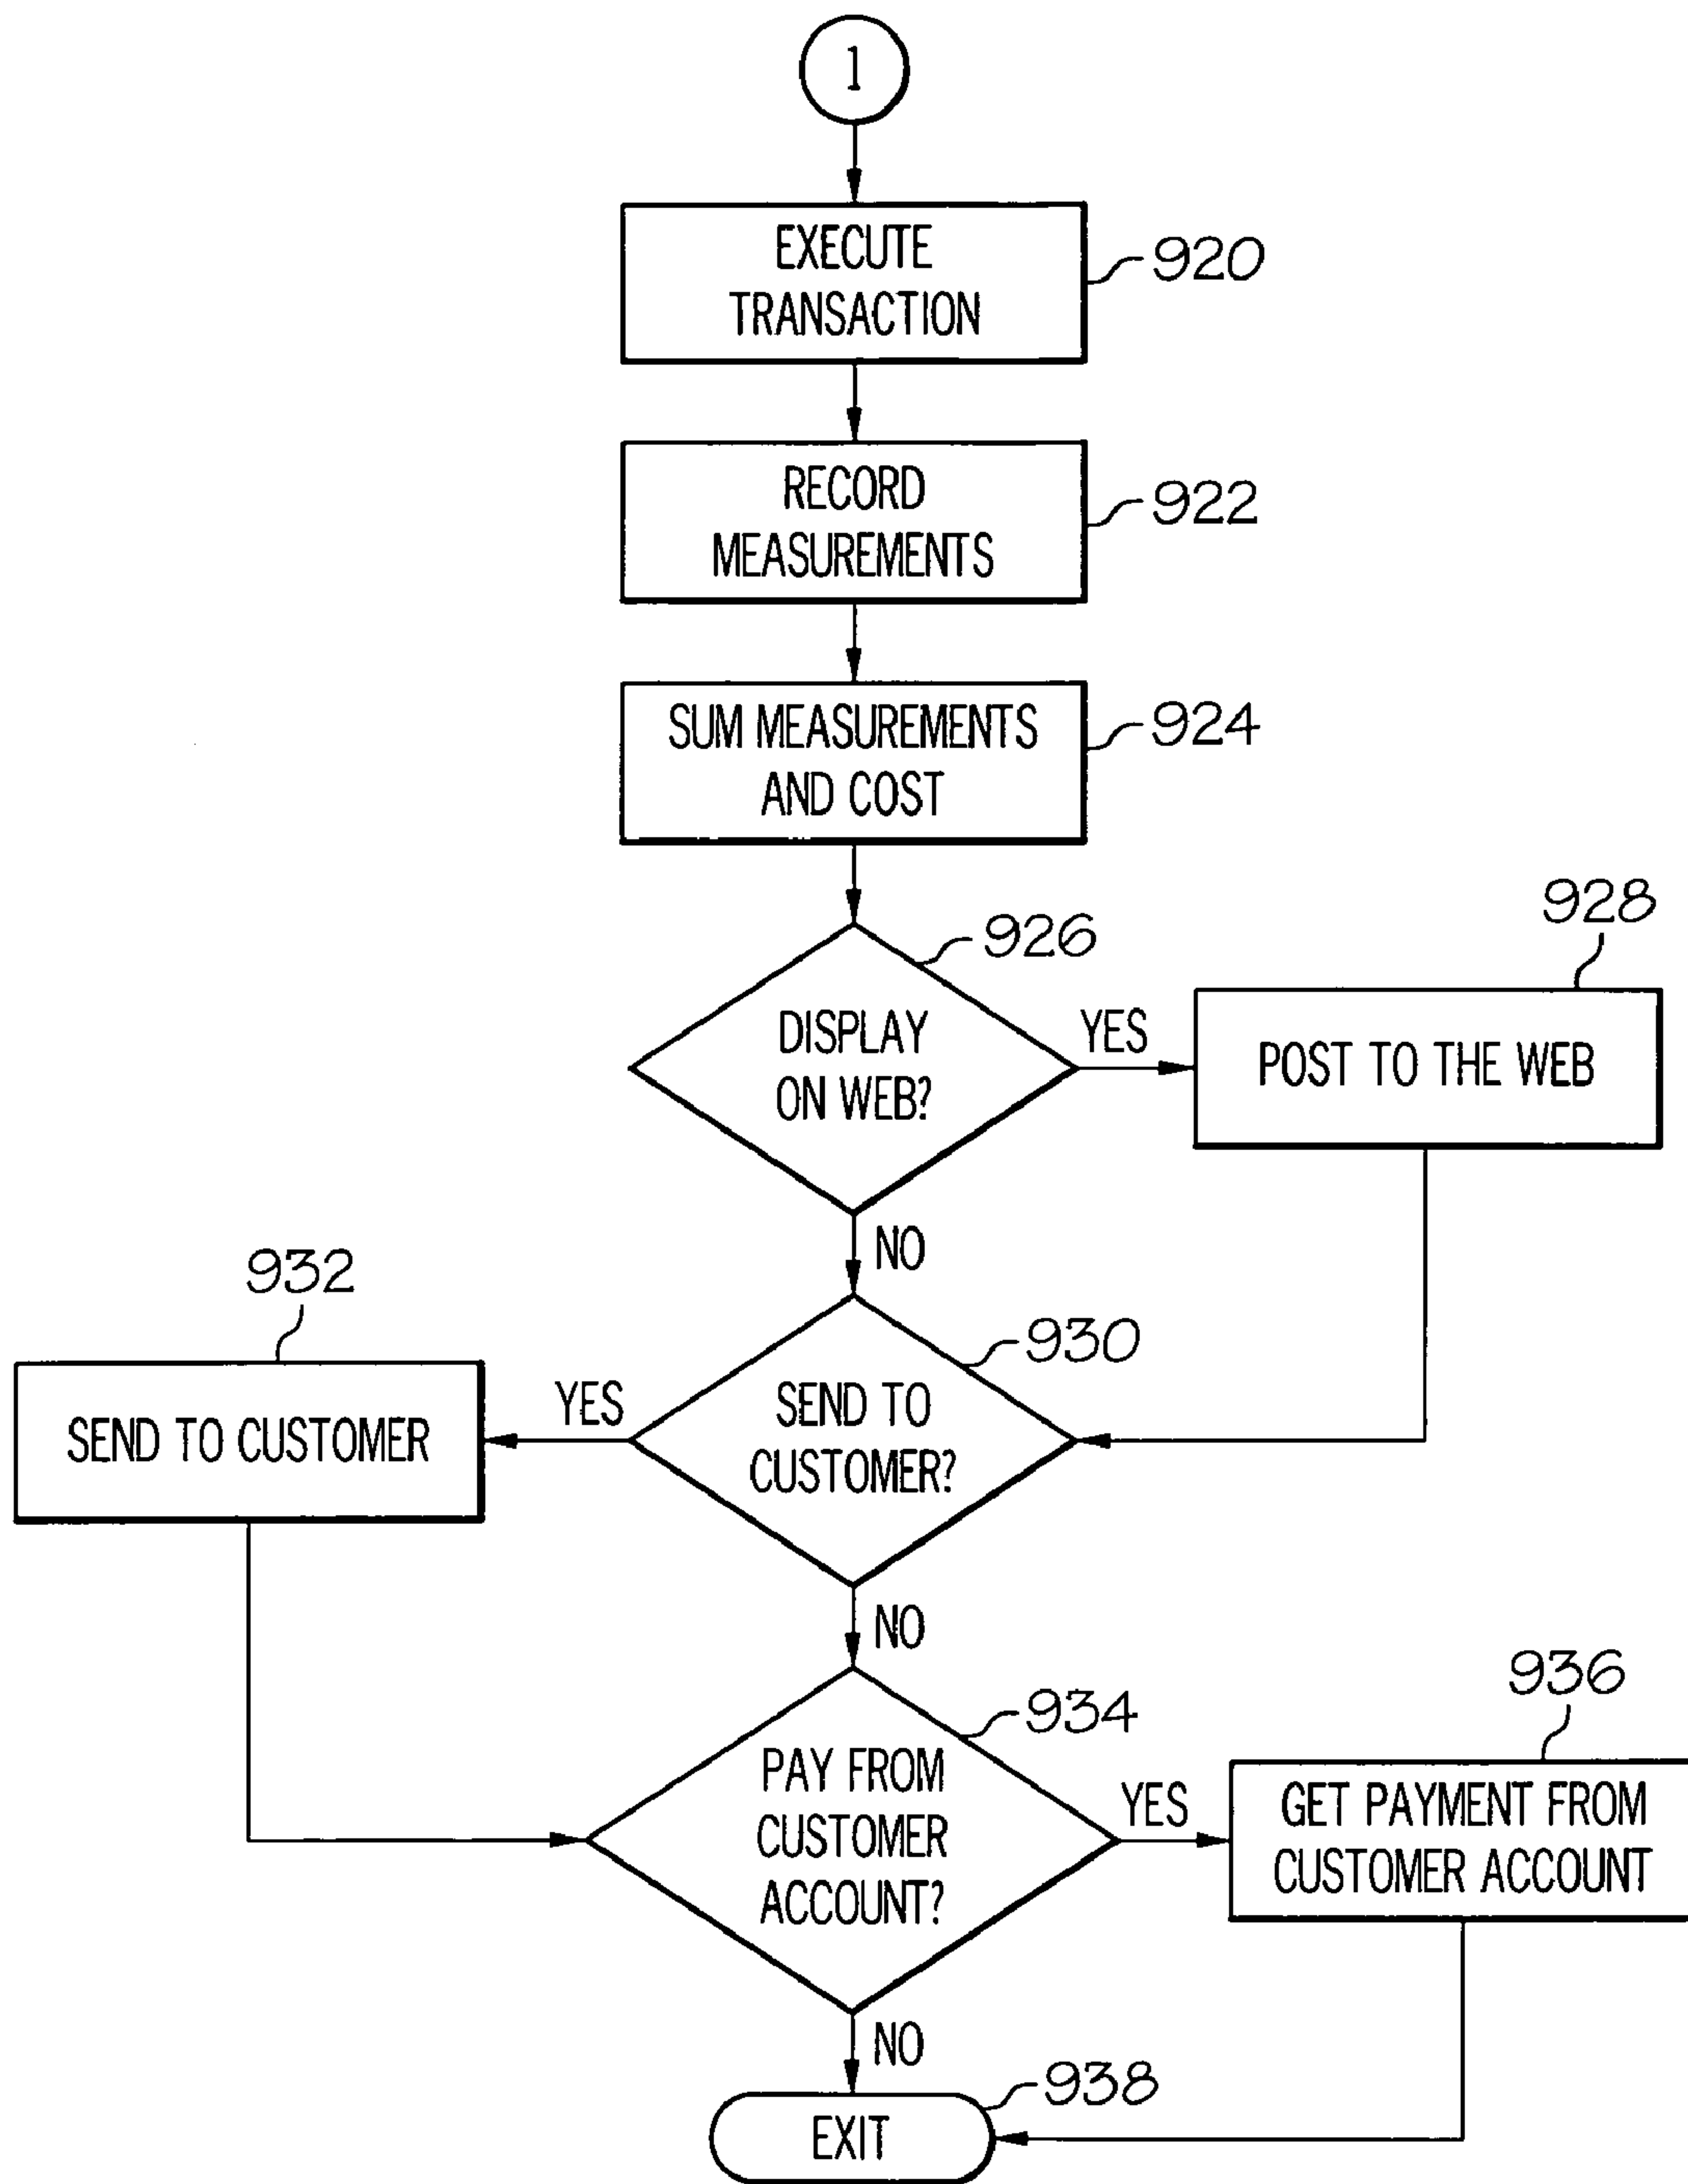 1
EXECUTE
TRANSACTION
920
RECORD
MEASUREMENTS
922
SUM MEASUREMENTS
AND COST
924
926
DISPLAY
ON WEB?
YES
928
POST TO THE WEB
NO
932
SEND TO CUSTOMER
YES
930
SEND TO
CUSTOMER?
NO
934
PAY FROM
CUSTOMER
ACCOUNT?
YES
936
GET PAYMENT FROM
CUSTOMER ACCOUNT
NO
938
EXIT